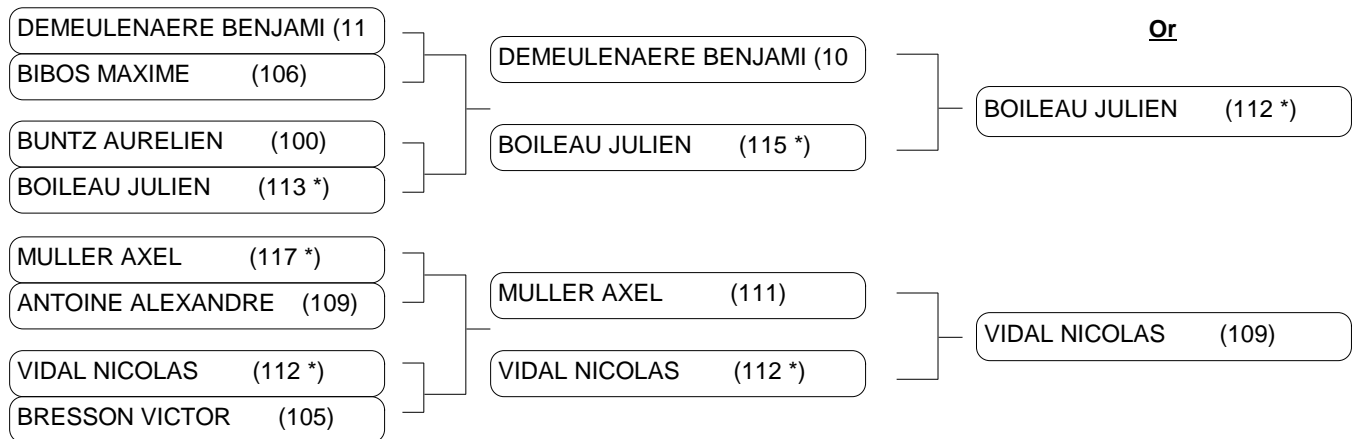 DEMEULENAERE BENJAMI (11
BIBOS MAXIME (106)
BUNTZ AURELIEN (100)
BOILEAU JULIEN (113 *)
MULLER AXEL (117 *)
ANTOINE ALEXANDRE (109)
VIDAL NICOLAS (112 *)
BRESSON VICTOR (105)
DEMEULENAERE BENJAMI (10
BOILEAU JULIEN (115 *)
MULLER AXEL (111)
VIDAL NICOLAS (112 *)
Or
BOILEAU JULIEN (112 *)
VIDAL NICOLAS (109)